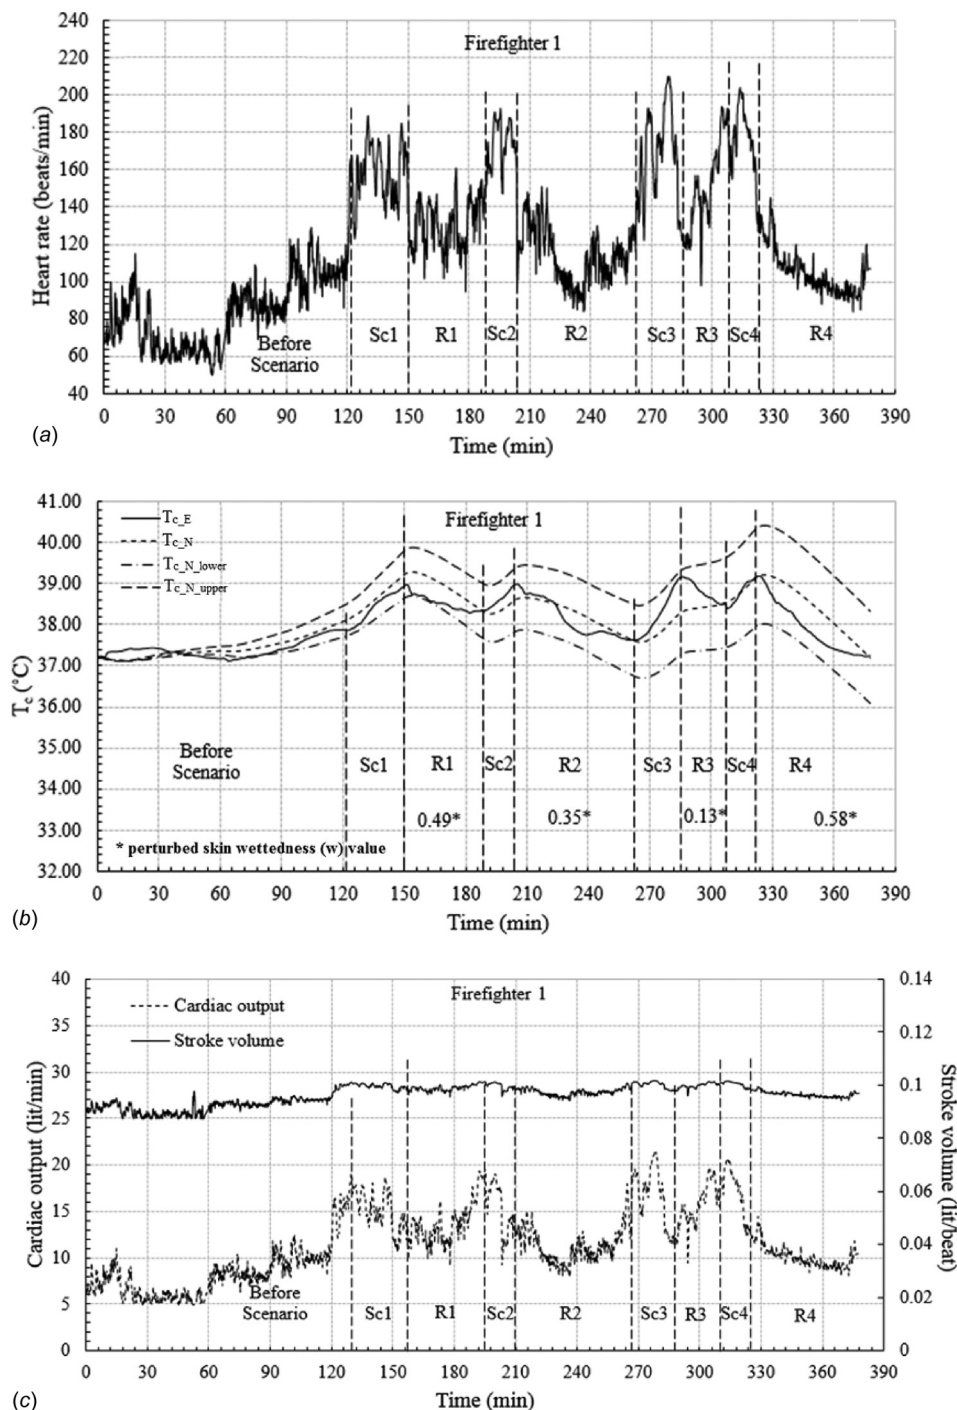 240
220
200
180
160
140
120
100
80
60
40
Heart rate (beats/min)
Firefighter 1
Before
Scenario
Sc1
R1
Sc2
R2
Sc3
R3
Sc4
R4
0 30 60 90 120 150 180 210 240 270 300 330 360 390
Time (min)
(a)
41.00
40.00
39.00
38.00
37.00
36.00
35.00
34.00
33.00
32.00
T_c (°C)
T_c_E
T_c_N
T_c_N_lower
T_c_N_upper
Firefighter 1
Before
Scenario
Sc1
R1
Sc2
R2
Sc3
R3
Sc4
R4
0.49*
0.35*
0.13*
0.58*
* perturbed skin wettedness (w) value
0 30 60 90 120 150 180 210 240 270 300 330 360 390
Time (min)
(b)
40
35
30
25
20
15
10
5
0
Cardiac output (lit/min)
Cardiac output
Stroke volume
Firefighter 1
0.14
0.12
0.1
0.08
0.06
0.04
0.02
0
Stroke volume (lit/beat)
Before
Scenario
Sc1
R1
Sc2
R2
Sc3
R3
Sc4
R4
0 30 60 90 120 150 180 210 240 270 300 330 360 390
Time (min)
(c)